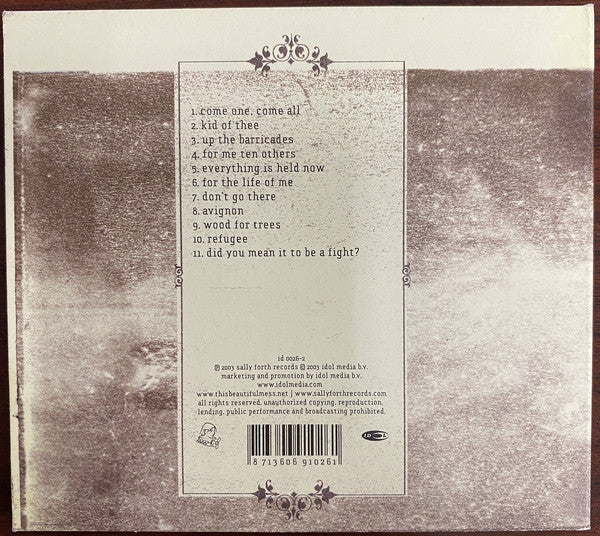 1. come one, come all
2. kid of thee
3. up the barricades
4. for me ten others
5. everything is held now
6. for the life of me
7. don't go there
8. avignon
9. wood for trees
10. refugee
11. did you mean it to be a fight?
id 0026-2
℗ 2003 sally forth records © 2003 idol media b.v.
marketing and promotion by idol media b.v.
www.idolmedia.com
www.thisbeautifulmess.net | www.sallyforthrecords.com
all rights reserved, unauthorized copying, reproduction,
lending, public performance and broadcasting prohibited.
IDOL
8 713606 910261